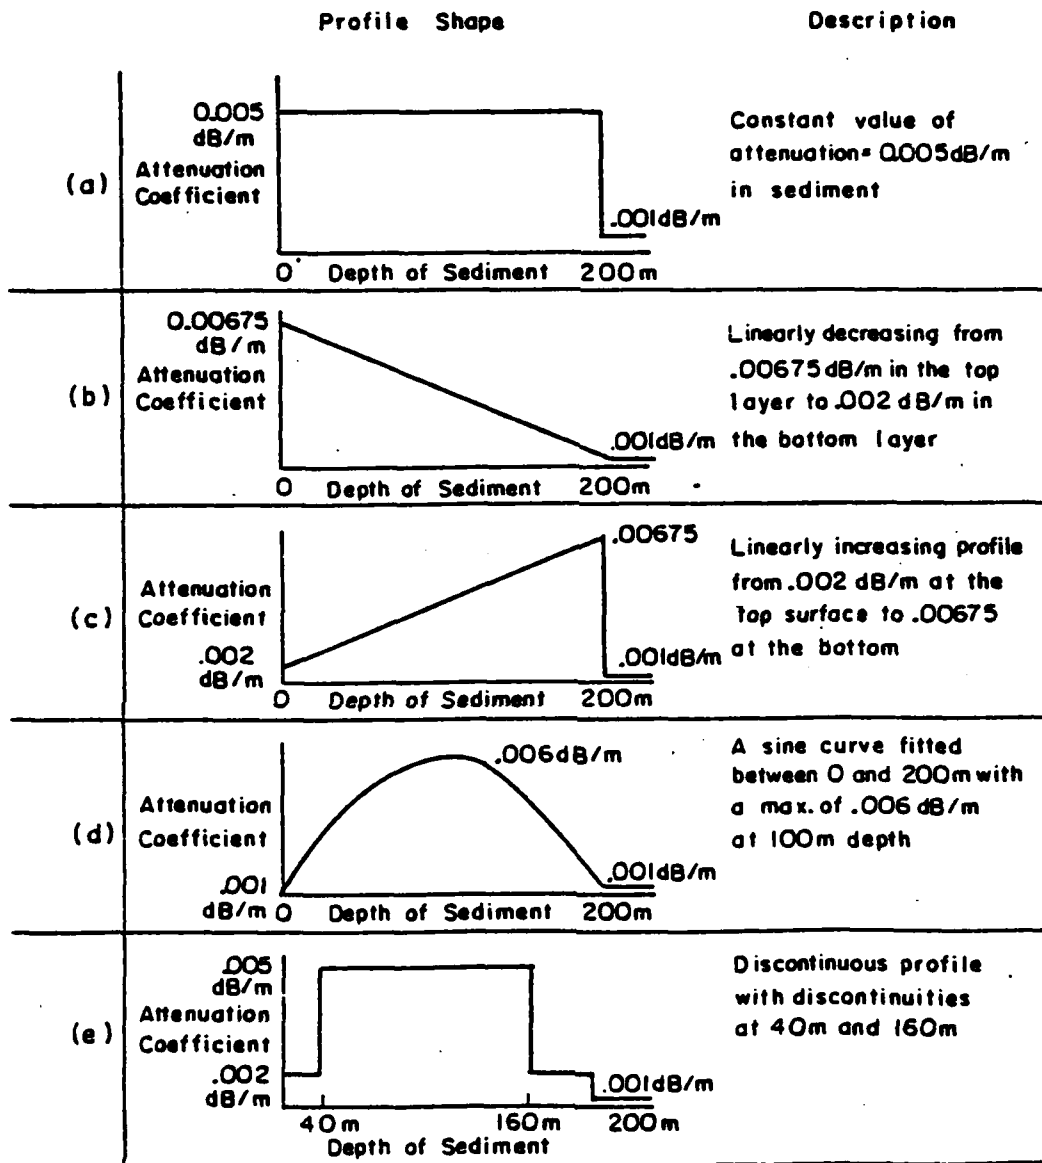 Profile Shape Description
(a)
0.005
dB/m
Attenuation
Coefficient
.001dB/m
0 Depth of Sediment 200m
Constant value of
attenuation= 0.005dB/m
in sediment
(b)
0.00675
dB/m
Attenuation
Coefficient
.001dB/m
0 Depth of Sediment 200m
Linearly decreasing from
.00675dB/m in the top
layer to .002 dB/m in
the bottom layer
(c)
Attenuation
Coefficient
.002
dB/m
.00675
.001dB/m
0 Depth of Sediment 200m
Linearly increasing profile
from .002 dB/m at the
Top surface to .00675
at the bottom
(d)
Attenuation
Coefficient
.001
dB/m
.006dB/m
.001dB/m
0 Depth of Sediment 200m
A sine curve fitted
between 0 and 200m with
a max. of .006 dB/m
at 100m depth
(e)
.005
dB/m
Attenuation
Coefficient
.002
dB/m
.001dB/m
40m 160m 200m
Depth of Sediment
Discontinuous profile
with discontinuities
at 40m and 160m